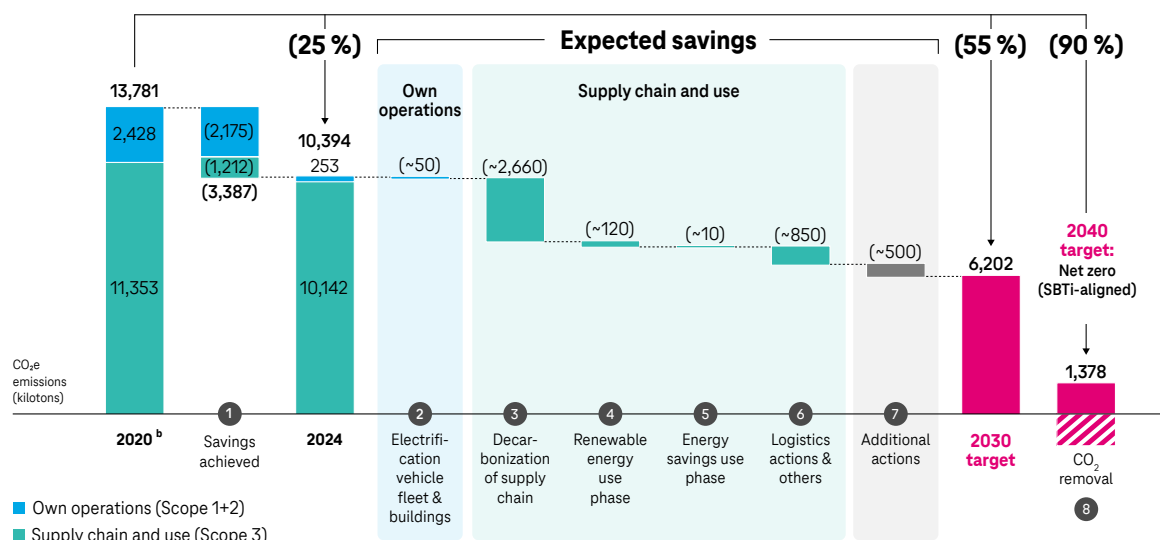 (25 %)
Expected savings
(55 %)
(90 %)
Own
operations
Supply chain and use
13,781
2,428
11,353
(2,175)
(1,212)
(3,387)
10,394
253
10,142
(~50)
(~2,660)
(~120)
(~10)
(~850)
(~500)
6,202
2040
target:
Net zero
(SBTi-aligned)
1,378
CO₂e
emissions
(kilotons)
2020 ᵇ
1
Savings
achieved
2024
2
Electrifi-
cation
vehicle
fleet &
buildings
3
Decar-
bonization
of supply
chain
4
Renewable
energy
use
phase
5
Energy
savings use
phase
6
Logistics
actions &
others
7
Additional
actions
2030
target
CO₂
removal
8
Own operations (Scope 1+2)
Supply chain and use (Scope 3)